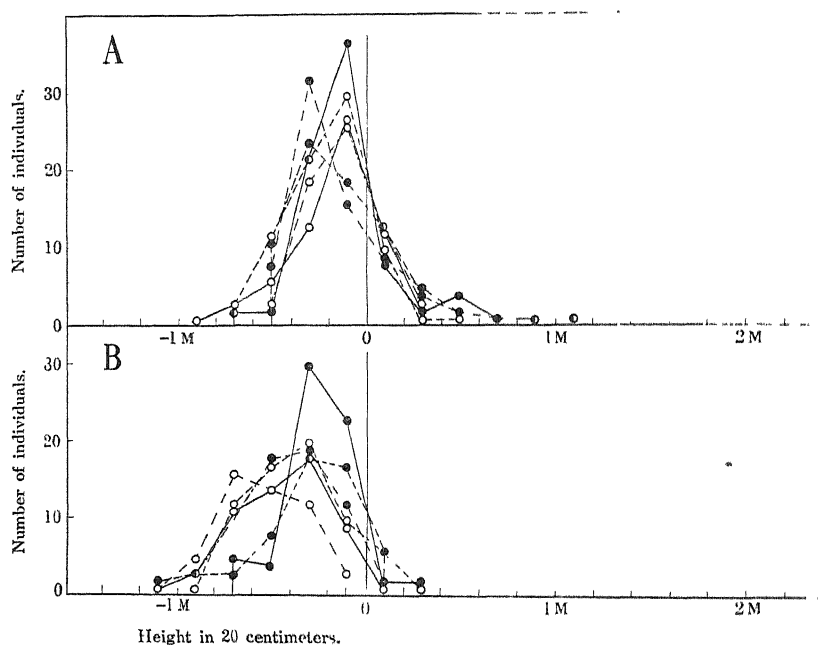 A
Number of individuals.
30
20
10
0
-1 M
0
1 M
2 M
B
Number of individuals.
30
20
10
0
-1 M
0
1 M
2 M
Height in 20 centimeters.